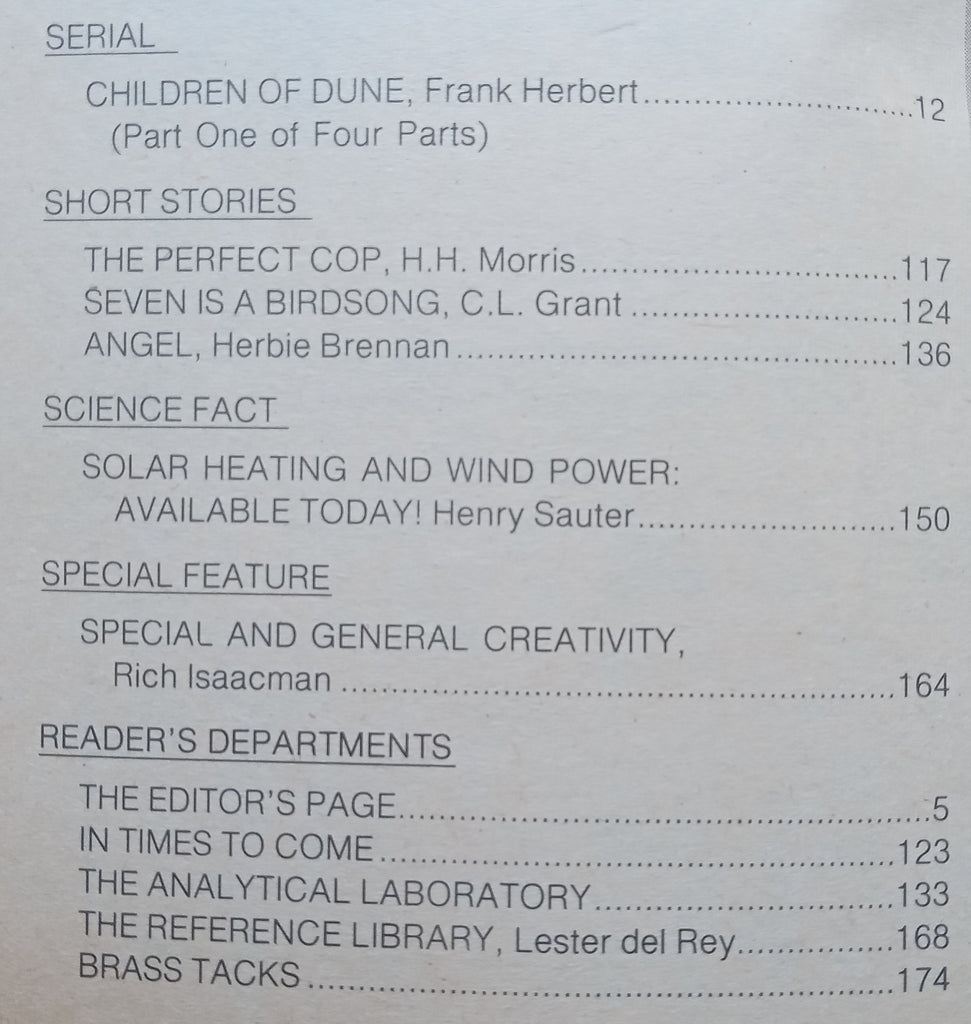 SERIAL
CHILDREN OF DUNE, Frank Herbert..............................12
(Part One of Four Parts)
SHORT STORIES
THE PERFECT COP, H.H. Morris..................................117
SEVEN IS A BIRDSONG, C.L. Grant ............................124
ANGEL, Herbie Brennan..............................................136
SCIENCE FACT
SOLAR HEATING AND WIND POWER:
AVAILABLE TODAY! Henry Sauter...........................150
SPECIAL FEATURE
SPECIAL AND GENERAL CREATIVITY,
Rich Isaacman ..........................................................164
READER'S DEPARTMENTS
THE EDITOR'S PAGE........................................................5
IN TIMES TO COME......................................................123
THE ANALYTICAL LABORATORY................................133
THE REFERENCE LIBRARY, Lester del Rey................168
BRASS TACKS..............................................................174